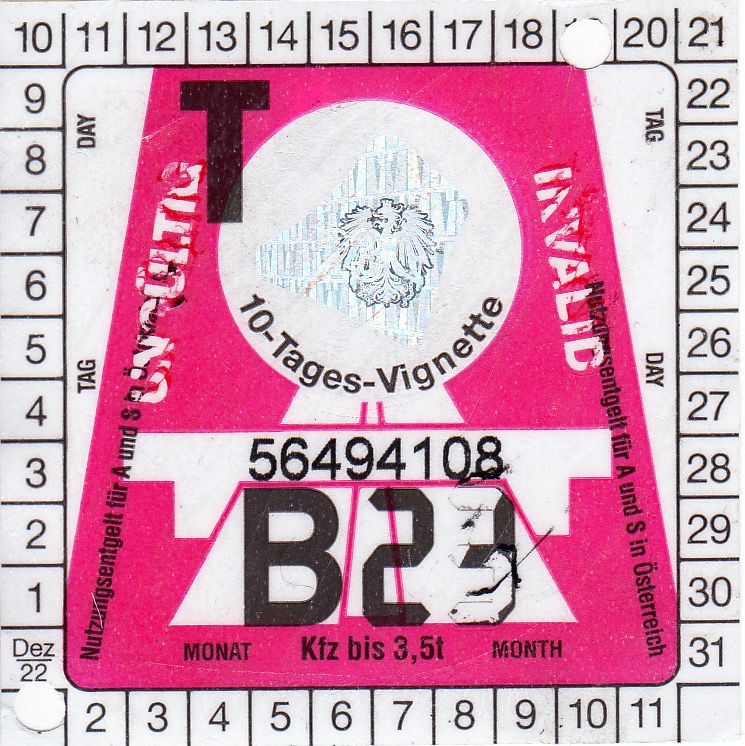 10 11 12 13 14 15 16 17 18 20 21
9 22
8 23
7 24
6 25
5 26
4 27
3 28
2 29
1 30
Dez 31
22
2 3 4 5 6 7 8 9 10 11
DAY
TAG
T
UNGÜLTIG
INVALID
10-Tages-Vignette
TAG
DAY
Nutzungsentgelt für A und S in
Nutzungsentgelt für A und S in Österreich
56494108
B23
MONAT Kfz bis 3,5t MONTH